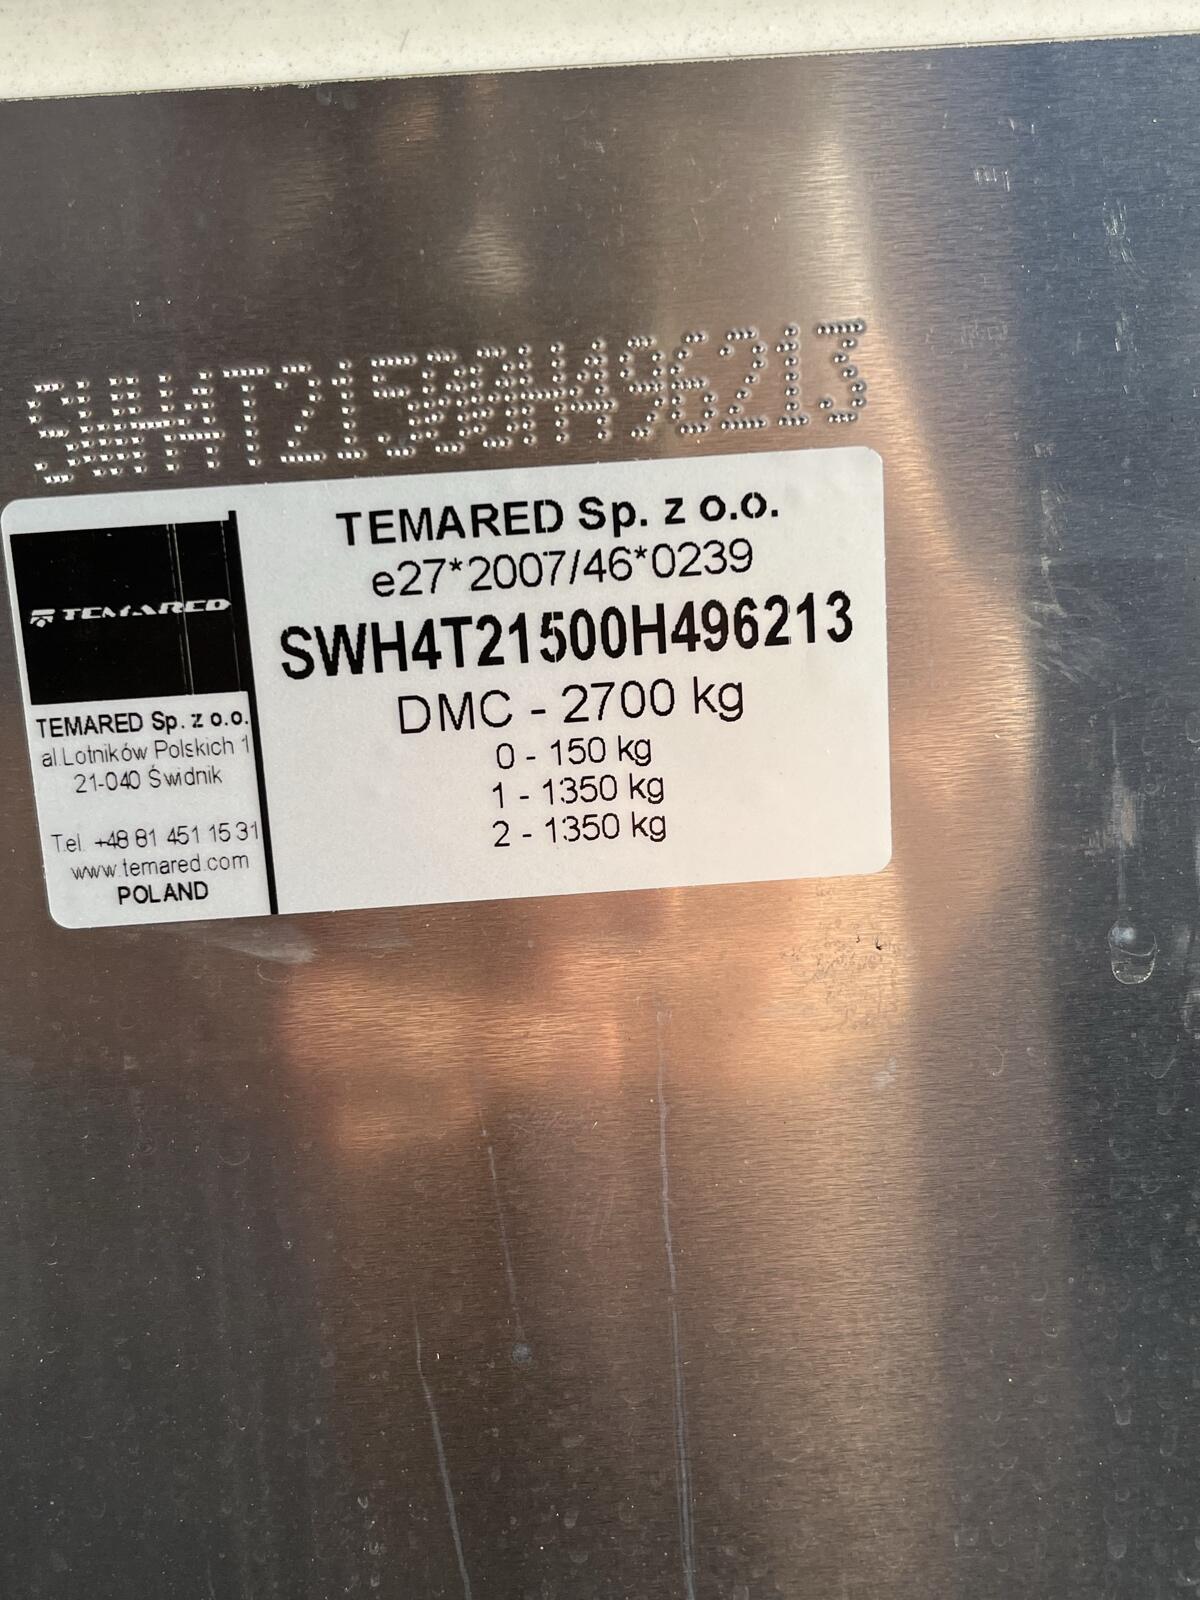 SWH4T21500H496213
TEMARED
TEMARED Sp. z o.o.
al.Lotników Polskich 1
21-040 Świdnik
Tel. +48 81 451 15 31
www.temared.com
POLAND
TEMARED Sp. z o.o.
e27*2007/46*0239
SWH4T21500H496213
DMC - 2700 kg
0 - 150 kg
1 - 1350 kg
2 - 1350 kg